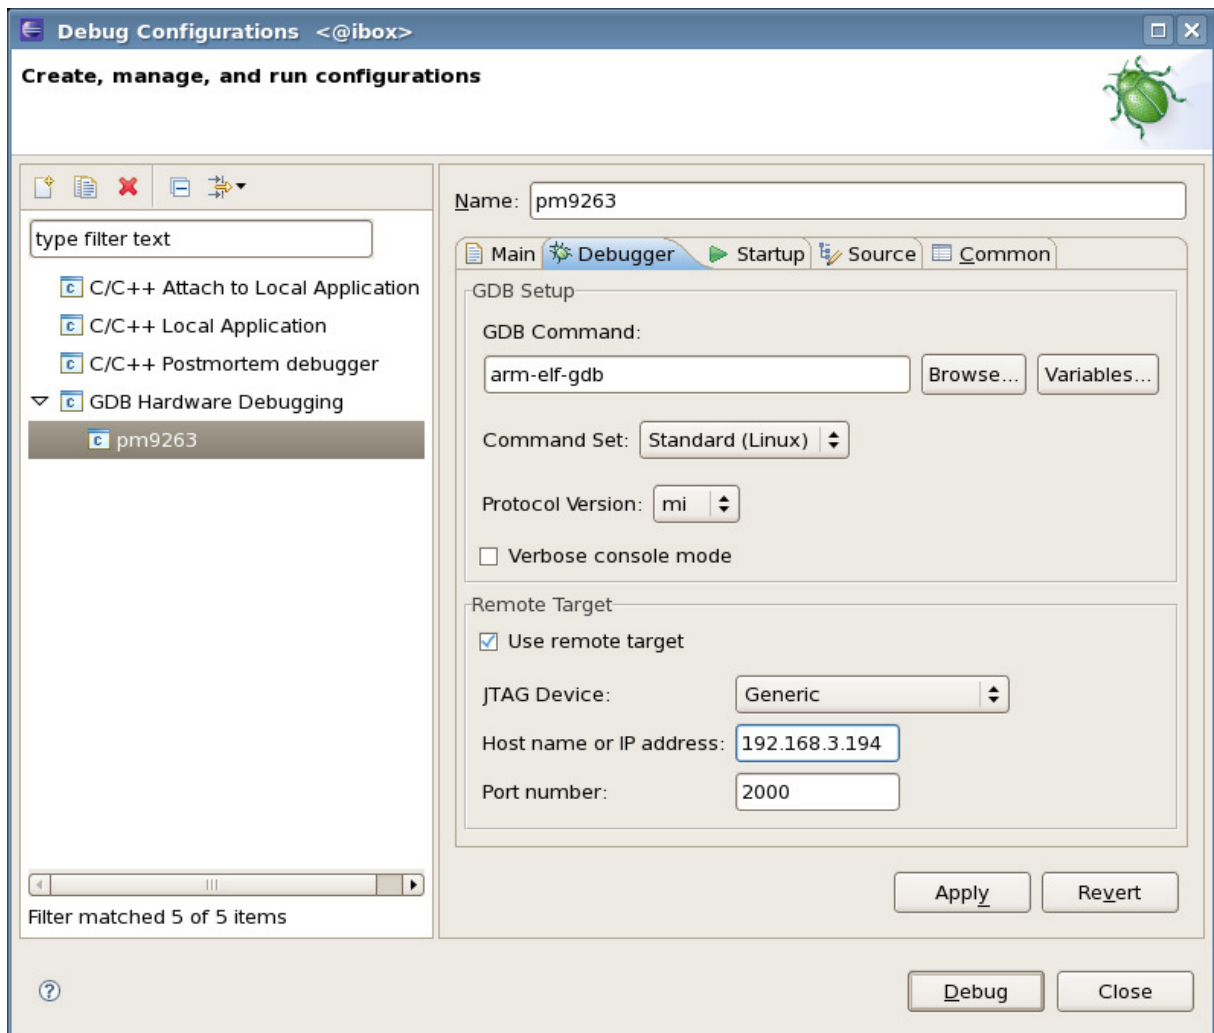 Debug Configurations <@ibox>
Create, manage, and run configurations
type filter text
C/C++ Attach to Local Application
C/C++ Local Application
C/C++ Postmortem debugger
GDB Hardware Debugging
pm9263
Filter matched 5 of 5 items
Name: pm9263
Main Debugger Startup Source Common
GDB Setup
GDB Command:
arm-elf-gdb Browse... Variables...
Command Set: Standard (Linux)
Protocol Version: mi
Verbose console mode
Remote Target
Use remote target
JTAG Device: Generic
Host name or IP address: 192.168.3.194
Port number: 2000
Apply Revert
Debug Close